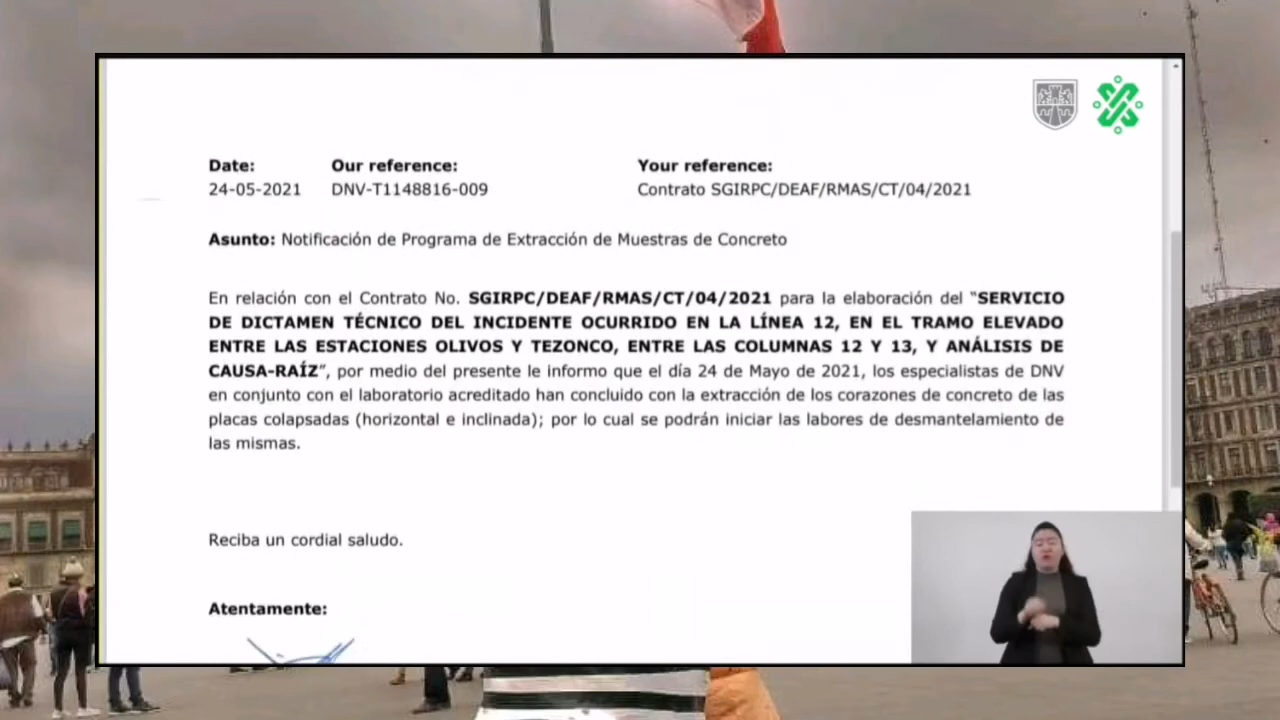 Date: Our reference: Your reference:
24-05-2021 DNV-T1148816-009 Contrato SGIRPC/DEAF/RMAS/CT/04/2021
Asunto: Notificación de Programa de Extracción de Muestras de Concreto
En relación con el Contrato No. SGIRPC/DEAF/RMAS/CT/04/2021 para la elaboración del “SERVICIO
DE DICTAMEN TÉCNICO DEL INCIDENTE OCURRIDO EN LA LÍNEA 12, EN EL TRAMO ELEVADO
ENTRE LAS ESTACIONES OLIVOS Y TEZONCO, ENTRE LAS COLUMNAS 12 Y 13, Y ANÁLISIS DE
CAUSA-RAÍZ”, por medio del presente le informo que el día 24 de Mayo de 2021, los especialistas de DNV
en conjunto con el laboratorio acreditado han concluido con la extracción de los corazones de concreto de las
placas colapsadas (horizontal e inclinada); por lo cual se podrán iniciar las labores de desmantelamiento de
las mismas.
Reciba un cordial saludo.
Atentamente: